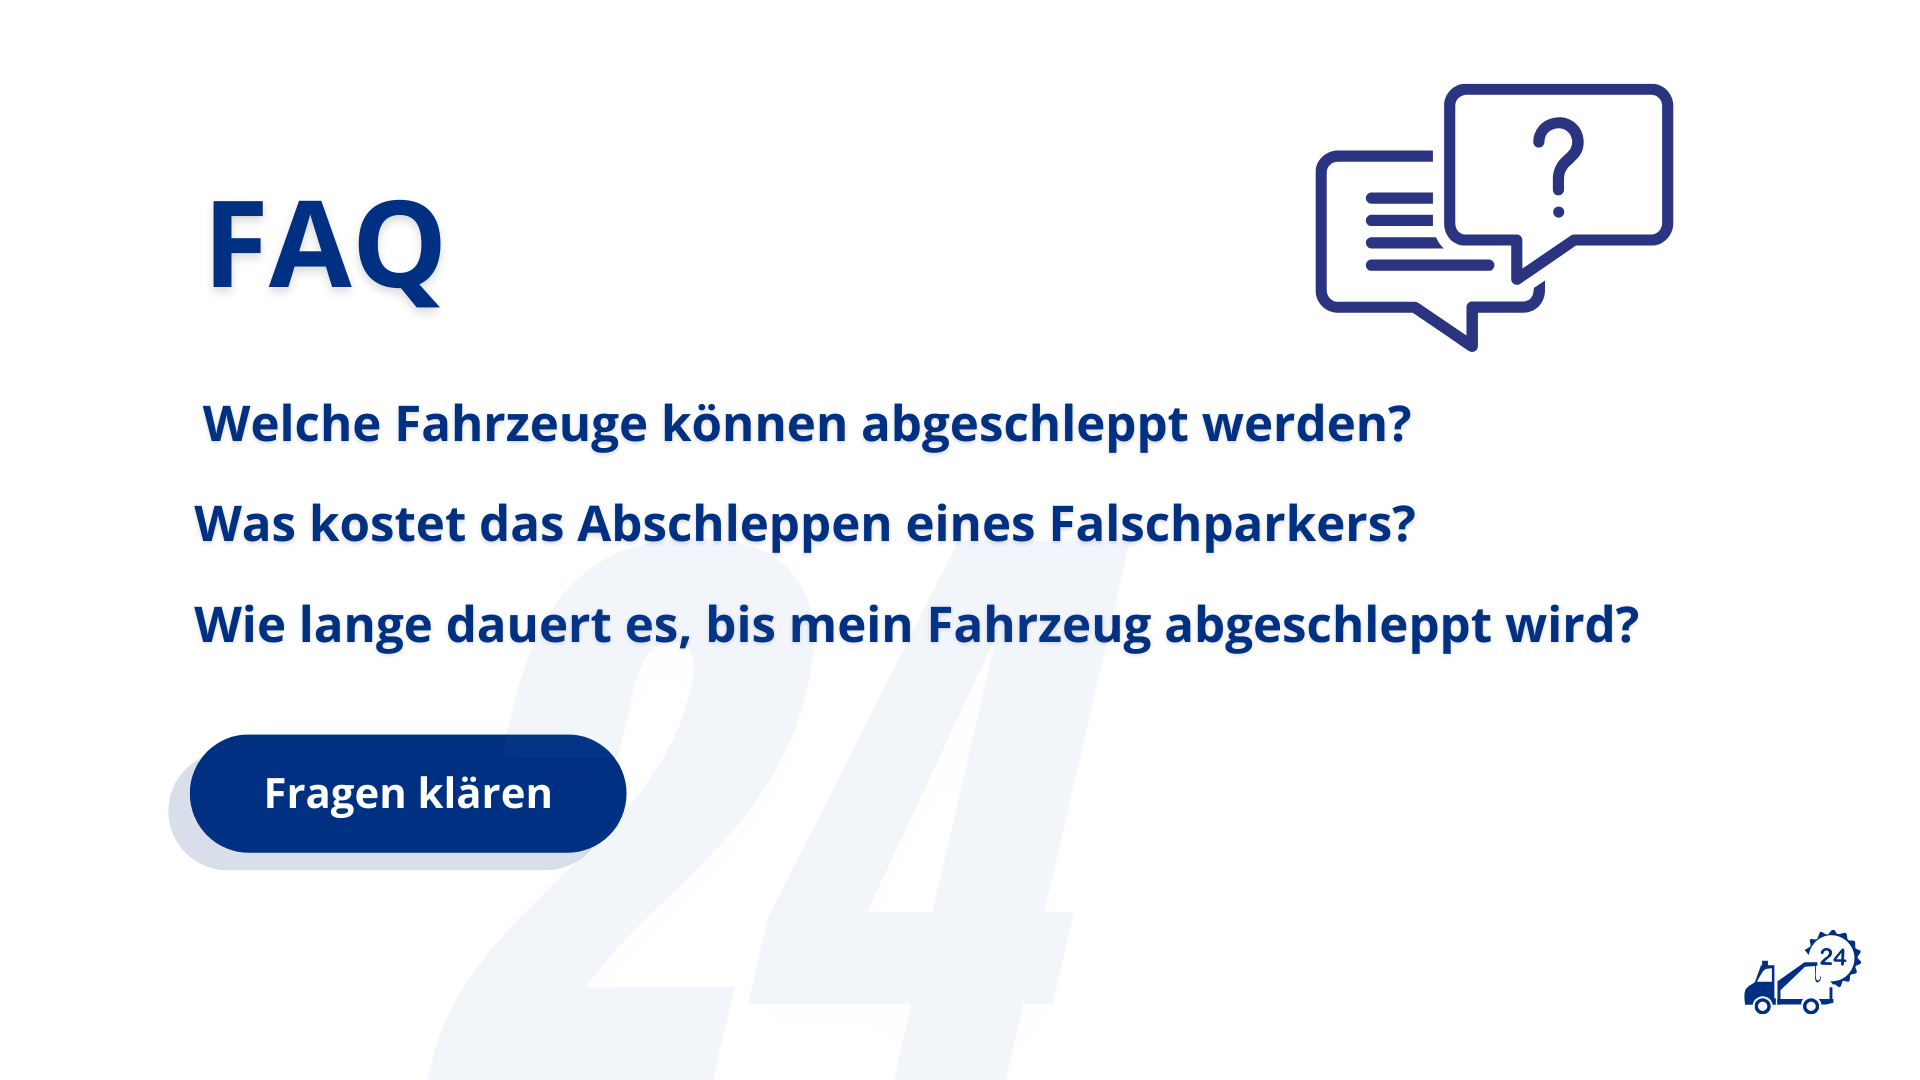 FAQ
Welche Fahrzeuge können abgeschleppt werden?
Was kostet das Abschleppen eines Falschparkers?
Wie lange dauert es, bis mein Fahrzeug abgeschleppt wird?
24
Fragen klären
24